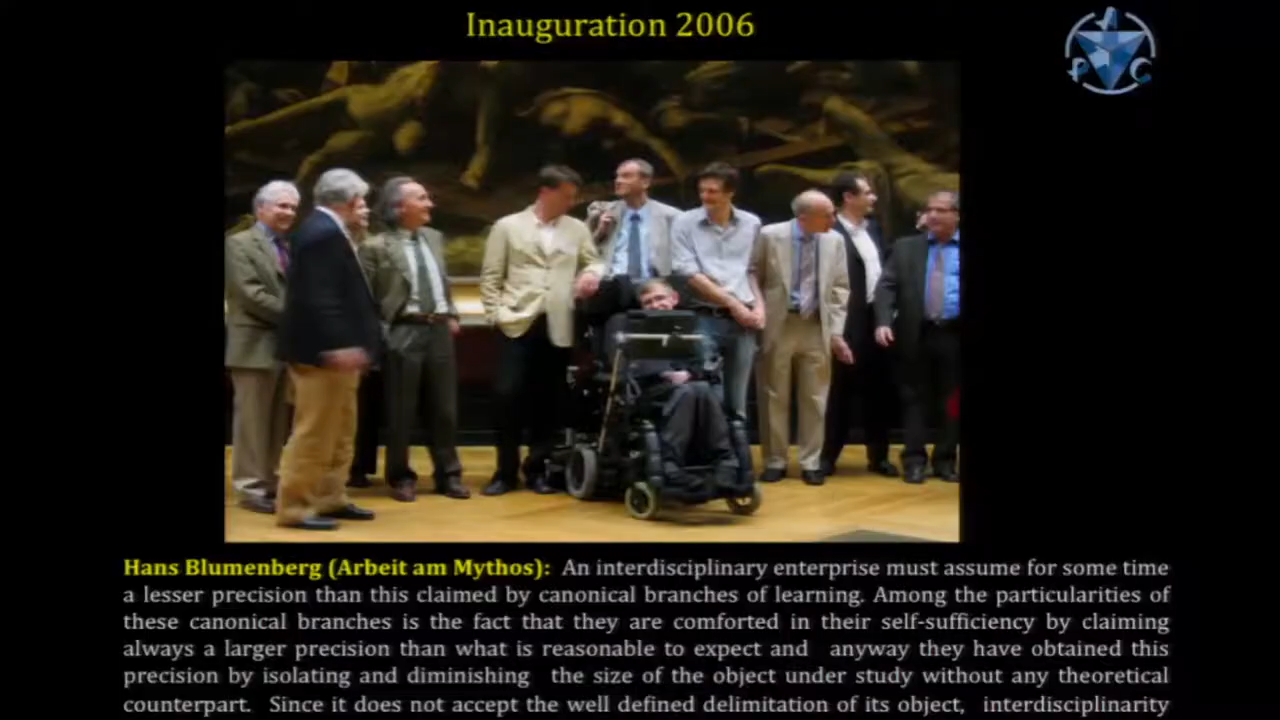 Inauguration 2006
P C
Hans Blumenberg (Arbeit am Mythos): An interdisciplinary enterprise must assume for some time
a lesser precision than this claimed by canonical branches of learning. Among the particularities of
these canonical branches is the fact that they are comforted in their self-sufficiency by claiming
always a larger precision than what is reasonable to expect and anyway they have obtained this
precision by isolating and diminishing the size of the object under study without any theoretical
counterpart. Since it does not accept the well defined delimitation of its object, interdisciplinarity